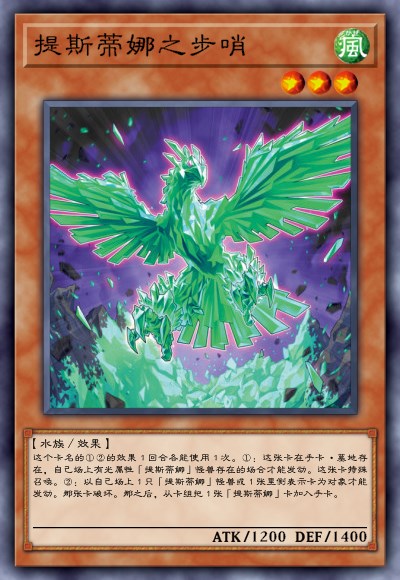 提斯蒂娜之步哨
風
【水族／效果】
这个卡名的①②的效果1回合各能使用1次。①：这张卡在手卡·墓地存
在，自己场上有光属性「提斯蒂娜」怪兽存在的场合才能发动。这张卡特殊
召唤。②：以自己场上1只「提斯蒂娜」怪兽或1张里侧表示卡为对象才能
发动。那张卡破坏。那之后，从卡组把1张「提斯蒂娜」卡加入手卡。
ATK/1200 DEF/1400